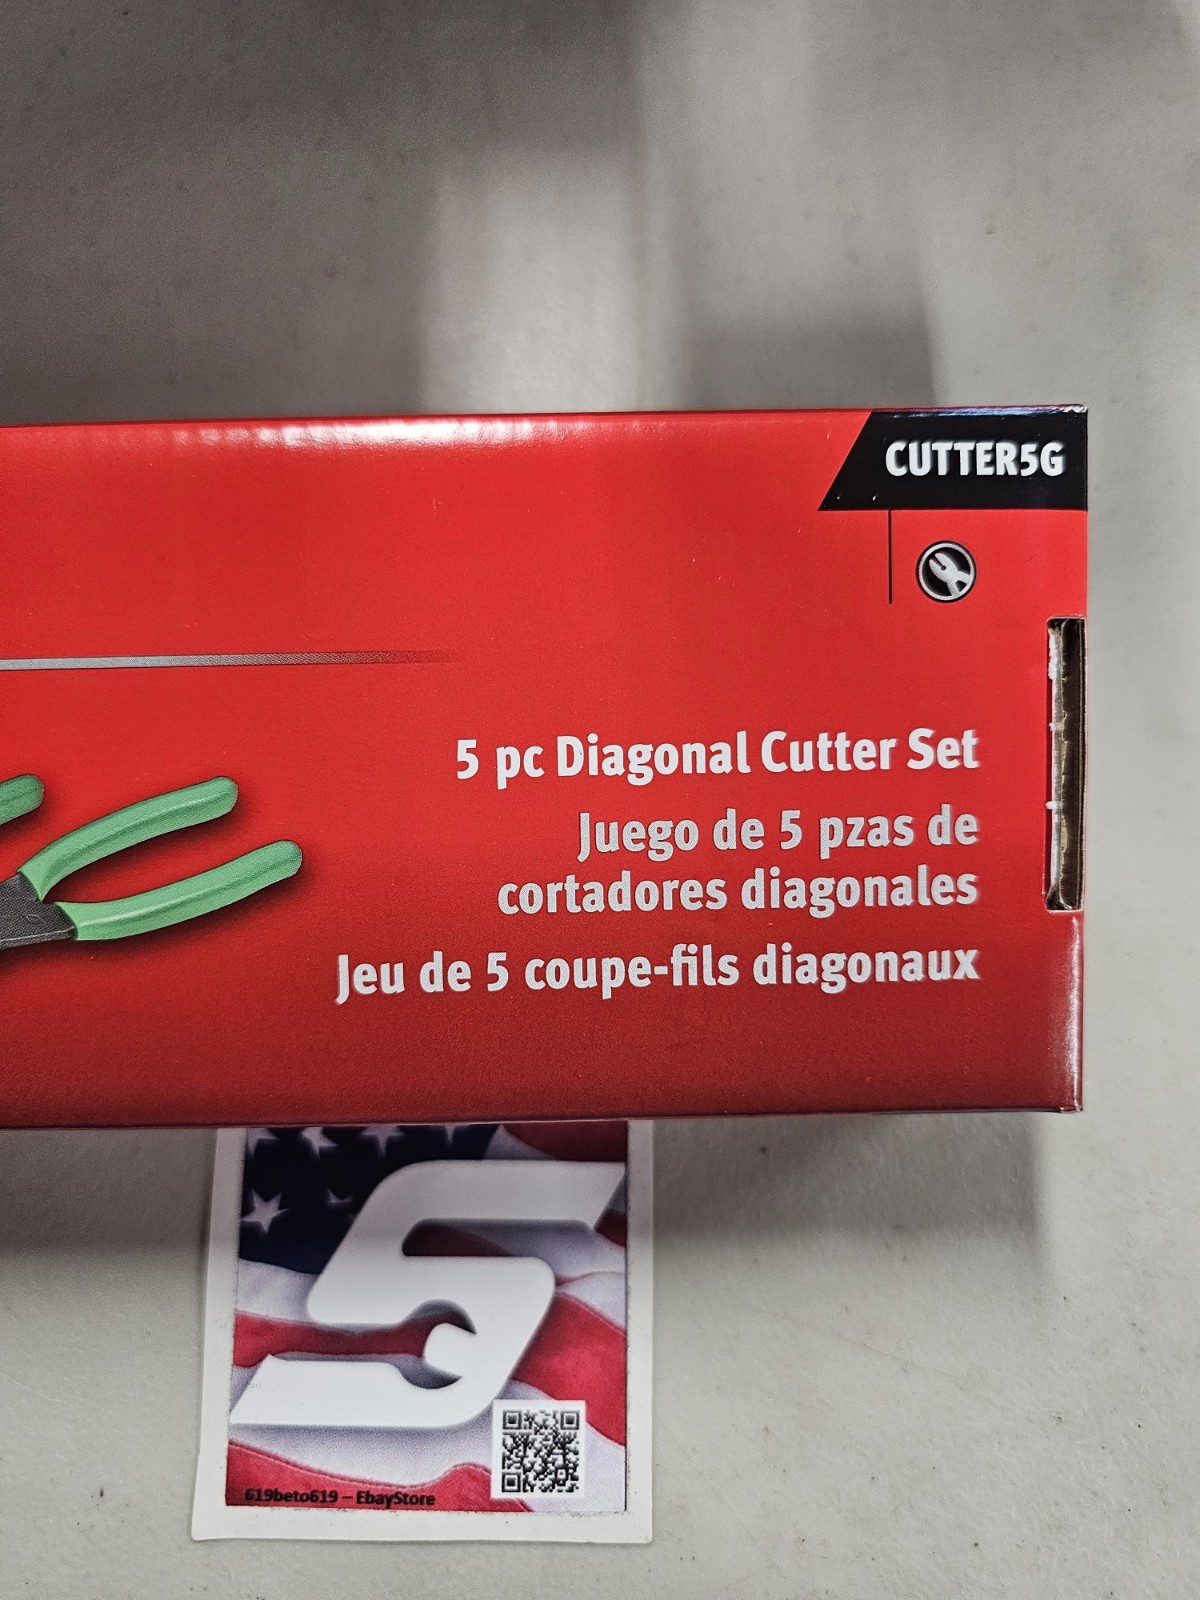 CUTTER5G
5 pc Diagonal Cutter Set
Juego de 5 pzas de
cortadores diagonales
Jeu de 5 coupe-fils diagonaux
619beto619 – EbayStore